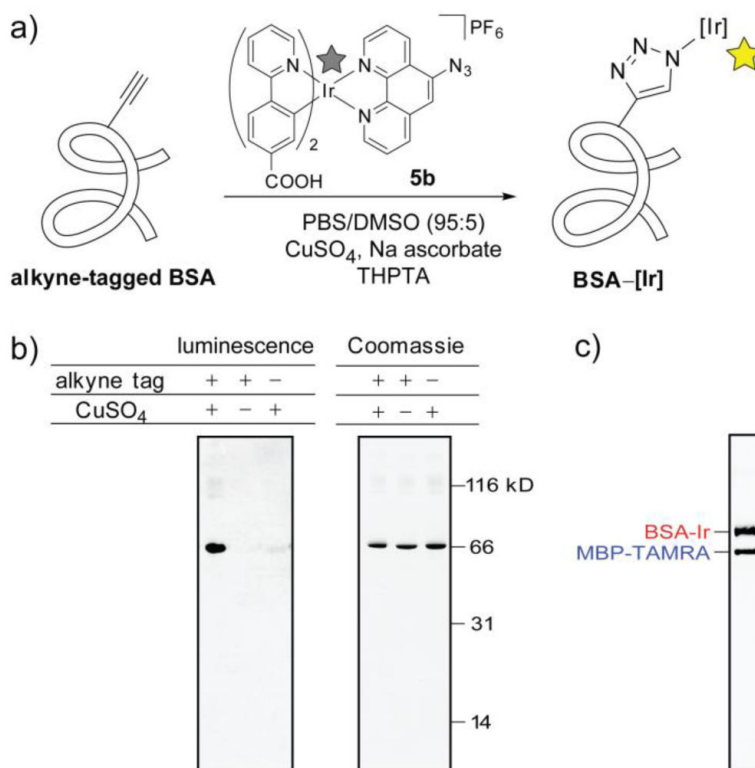 a)
PF6
[Ir]
N
Ir
N
N
N3
2
COOH
5b
N
N
N
PBS/DMSO (95:5)
CuSO4, Na ascorbate
THPTA
alkyne-tagged BSA
BSA–[Ir]
b)
luminescence Coomassie
c)
alkyne tag + + – + + –
CuSO4 + – + + – +
116 kD
66
31
14
BSA-Ir
MBP-TAMRA